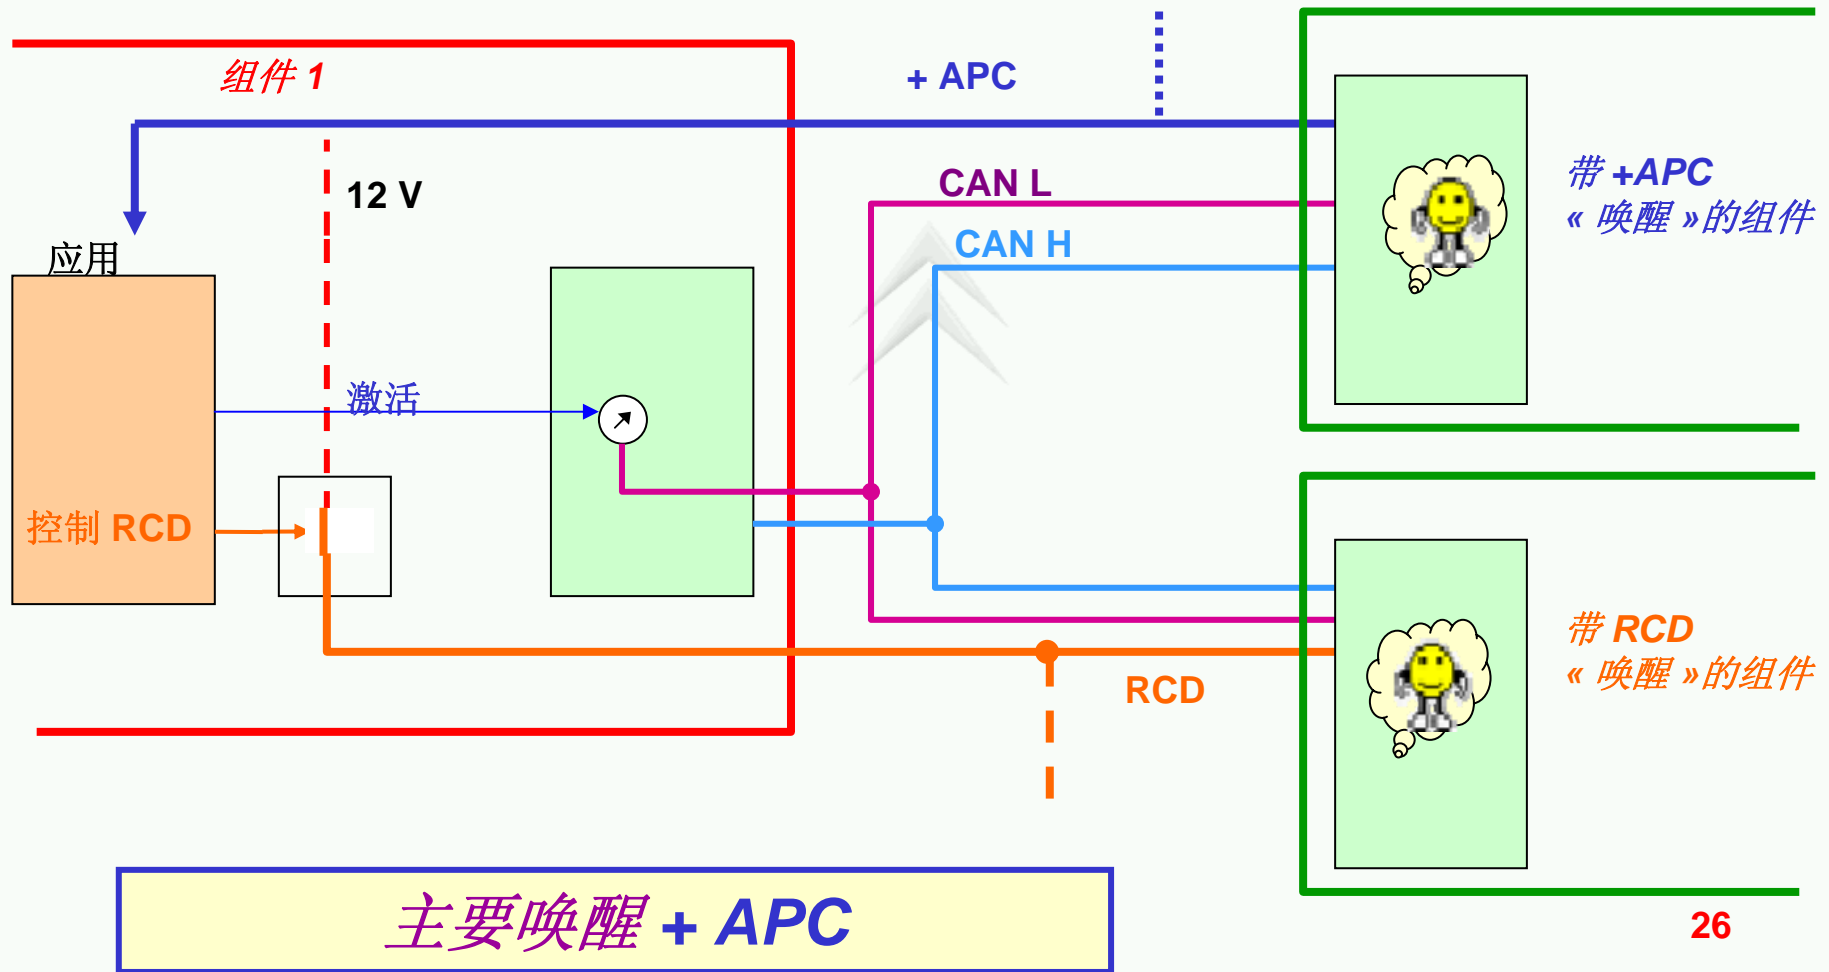 组件 1
+ APC
12 V
CAN L
带 +APC
« 唤醒 »的组件
CAN H
应用
激活
控制 RCD
带 RCD
« 唤醒 »的组件
RCD
主要唤醒 + APC
26